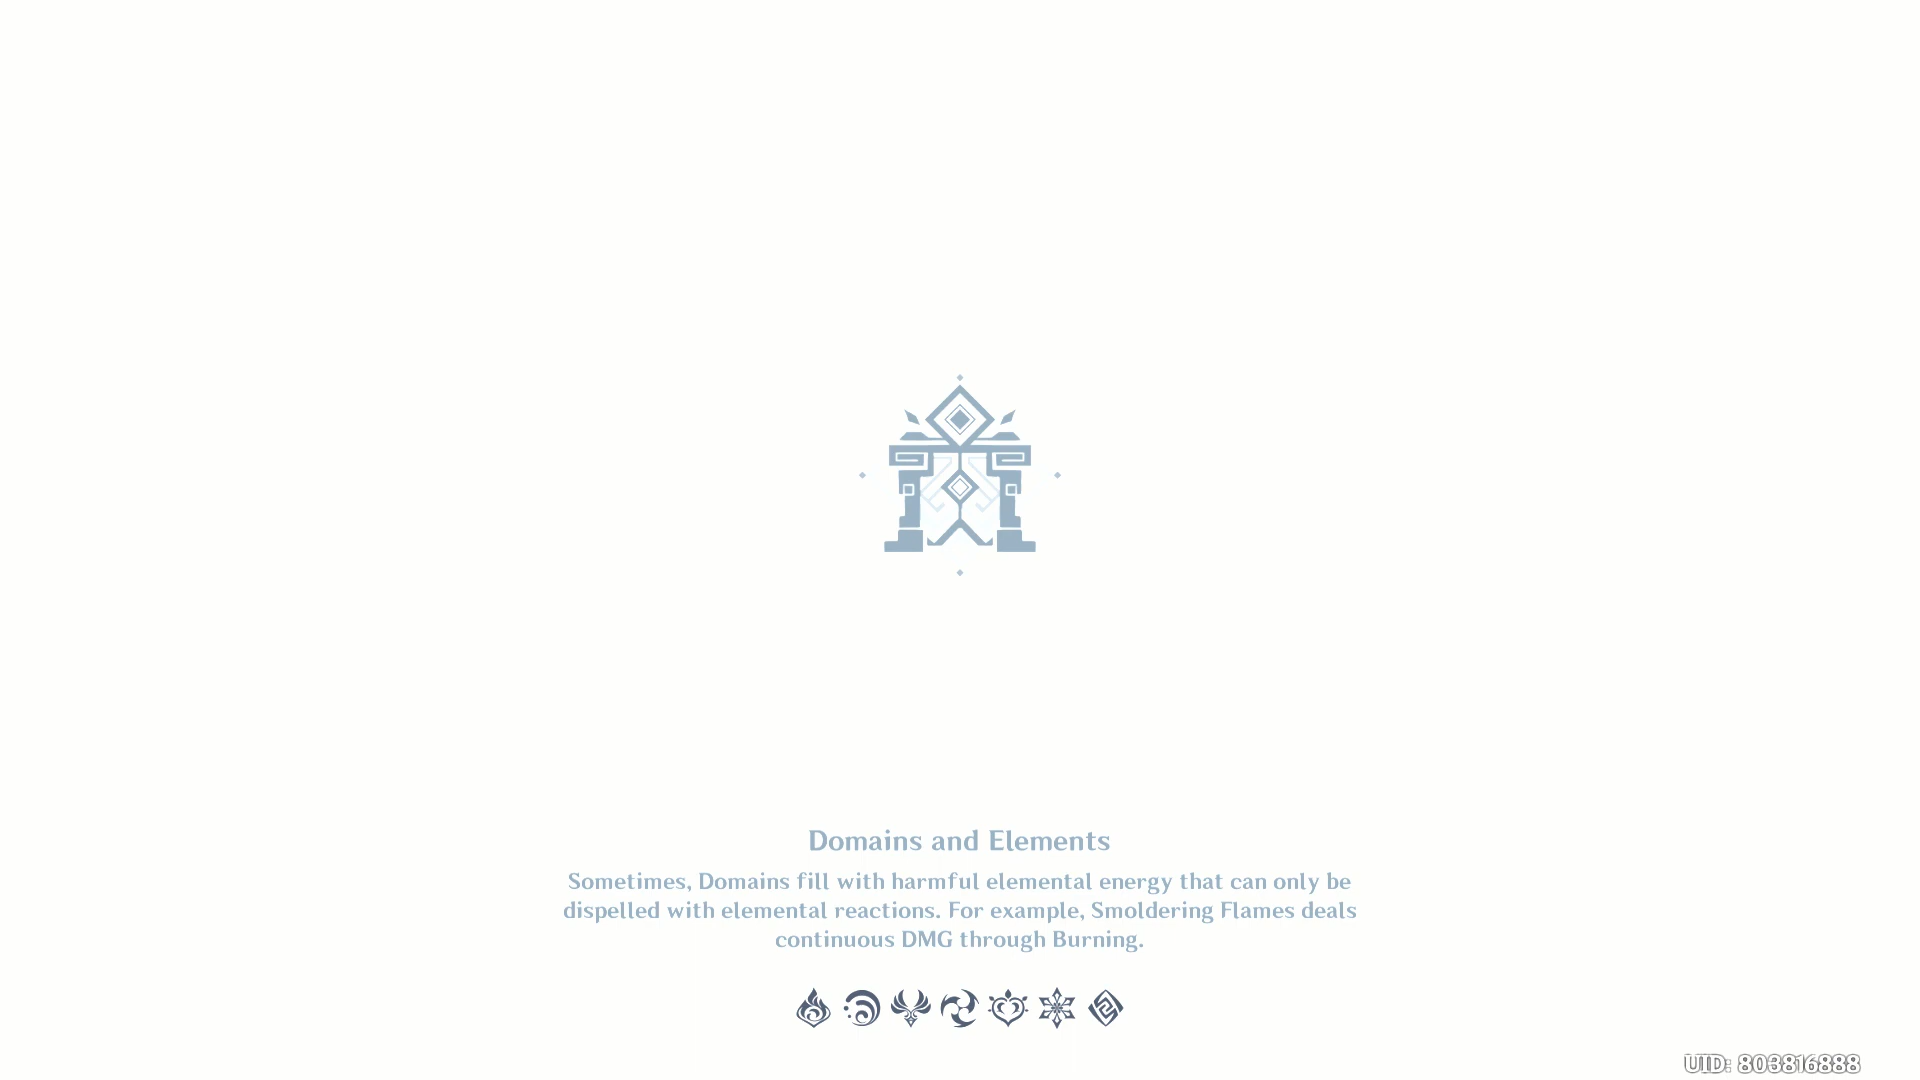 Domains and Elements
Sometimes, Domains fill with harmful elemental energy that can only be
dispelled with elemental reactions. For example, Smoldering Flames deals
continuous DMG through Burning.
UID: 803816888